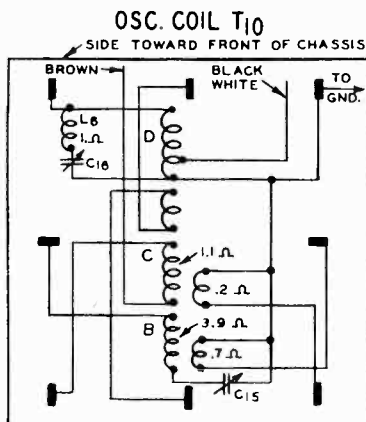 OSC. COIL T10
SIDE TOWARD FRONT OF CHASSIS
BROWN
BLACK
WHITE
TO
GND.
L8
1.Ω
D
C16
C
1.1 Ω
.2 Ω
B
3.9 Ω
.7 Ω
C15